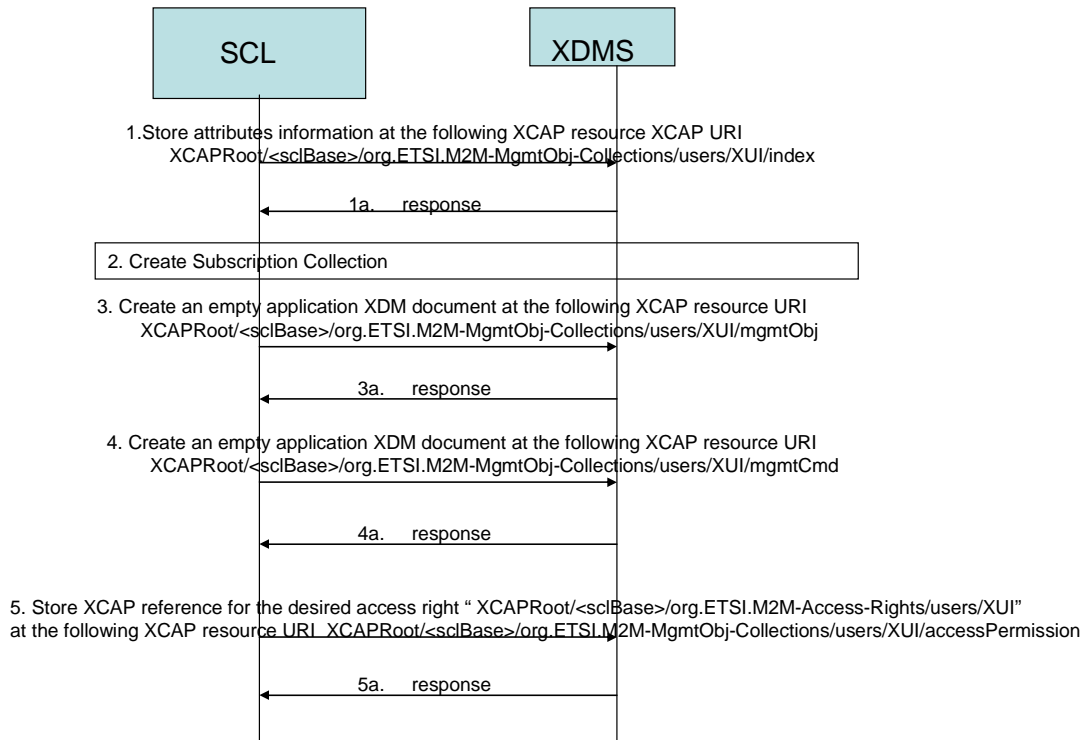 SCL
XDMS
1.Store attributes information at the following XCAP resource XCAP URI
XCAPRoot/<sclBase>/org.ETSI.M2M-MgmtObj-Collections/users/XUI/index
1a. response
2. Create Subscription Collection
3. Create an empty application XDM document at the following XCAP resource URI
XCAPRoot/<sclBase>/org.ETSI.M2M-MgmtObj-Collections/users/XUI/mgmtObj
3a. response
4. Create an empty application XDM document at the following XCAP resource URI
XCAPRoot/<sclBase>/org.ETSI.M2M-MgmtObj-Collections/users/XUI/mgmtCmd
4a. response
5. Store XCAP reference for the desired access right “ XCAPRoot/<sclBase>/org.ETSI.M2M-Access-Rights/users/XUI”
at the following XCAP resource URI XCAPRoot/<sclBase>/org.ETSI.M2M-MgmtObj-Collections/users/XUI/accessPermission
5a. response